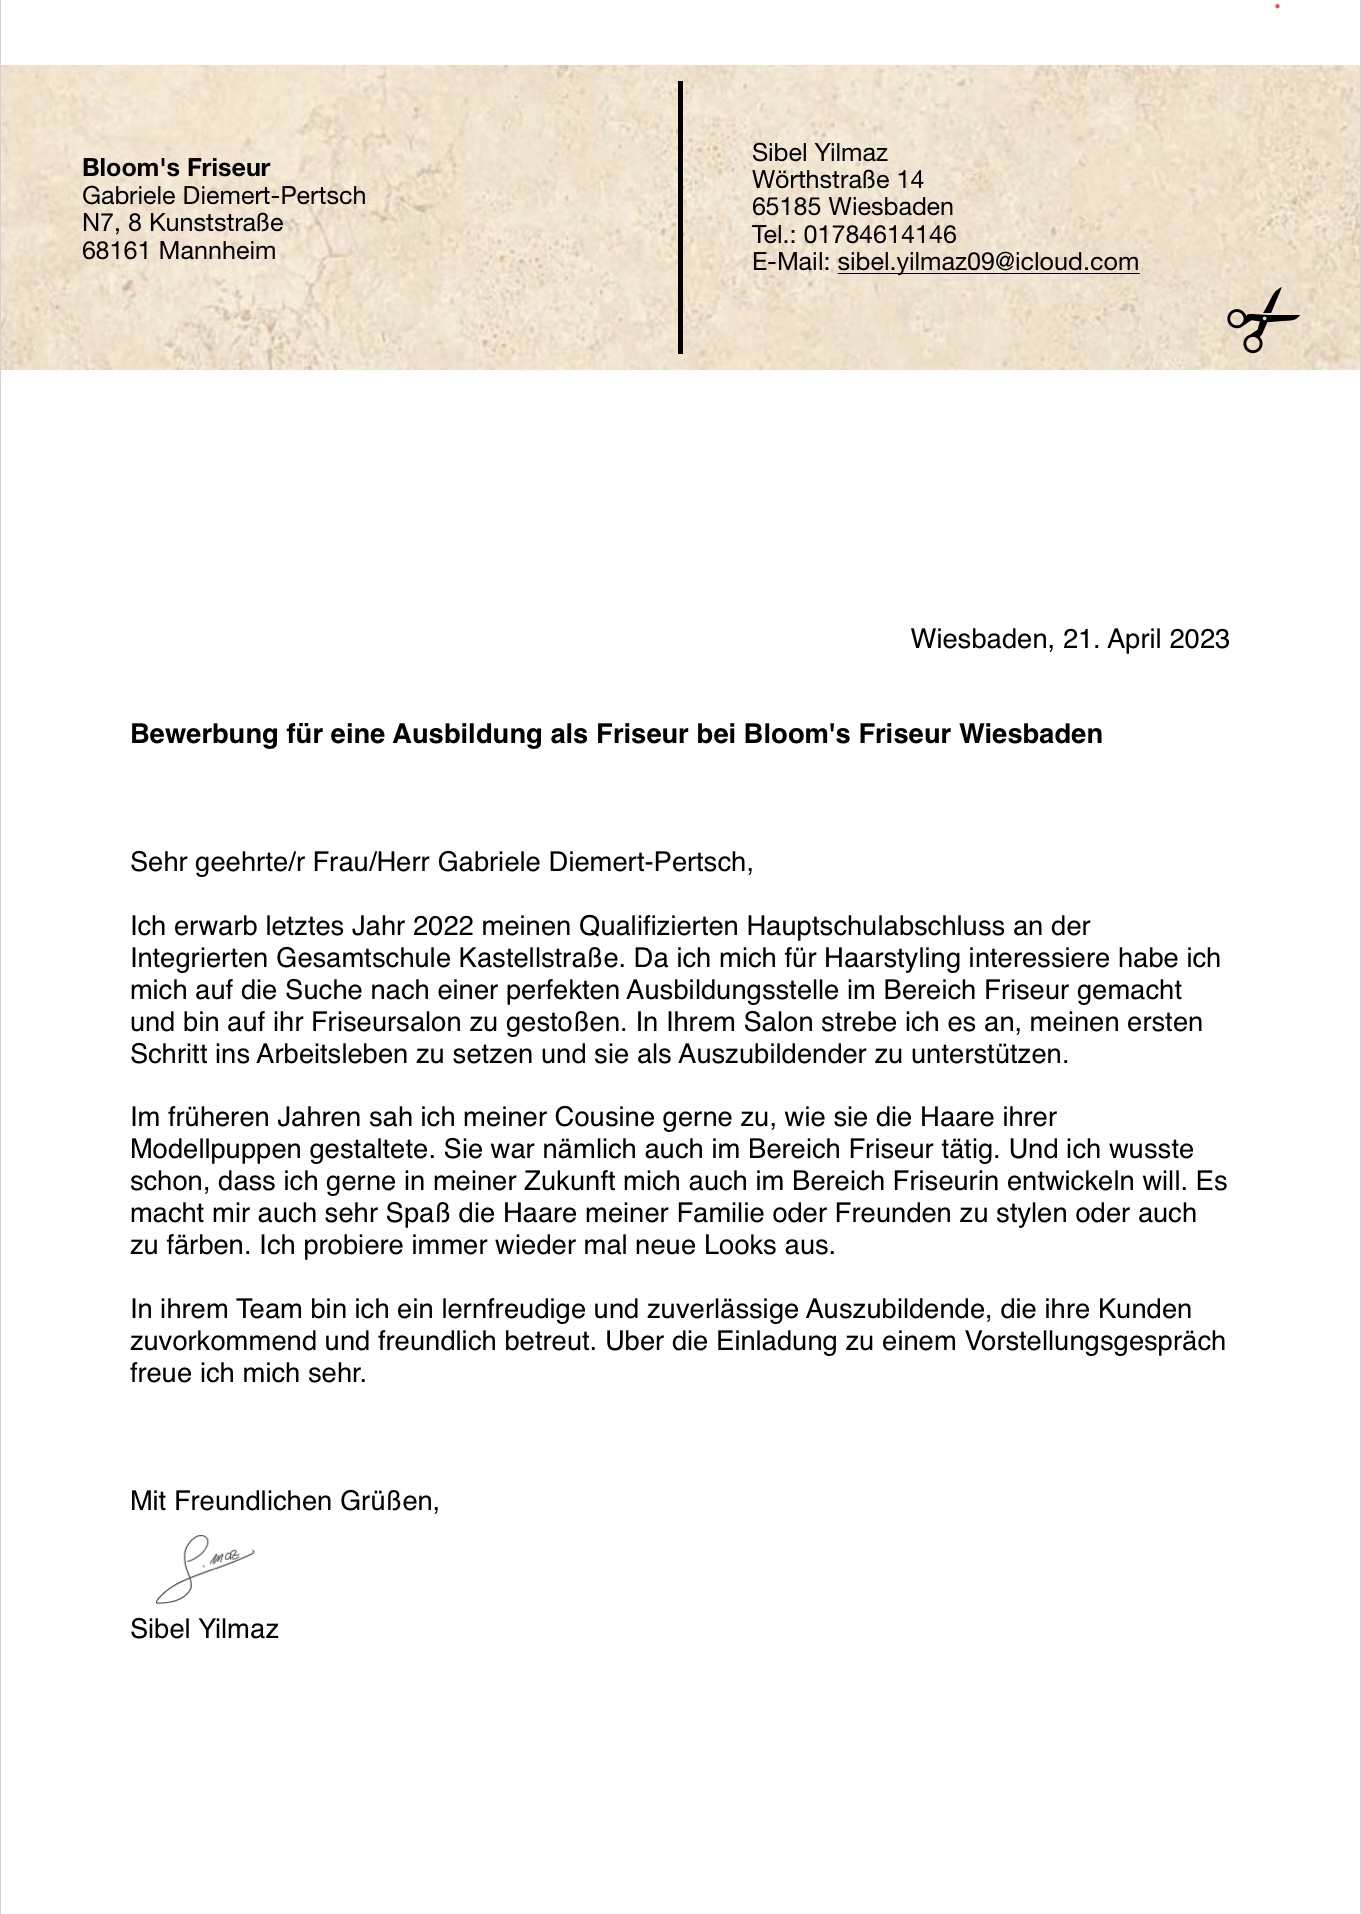 Bloom's Friseur
Gabriele Diemert-Pertsch
N7, 8 Kunststraße
68161 Mannheim
Sibel Yilmaz
Wörthstraße 14
65185 Wiesbaden
Tel.: 01784614146
E-Mail: sibel.yilmaz09@icloud.com
Wiesbaden, 21. April 2023
Bewerbung für eine Ausbildung als Friseur bei Bloom's Friseur Wiesbaden
Sehr geehrte/r Frau/Herr Gabriele Diemert-Pertsch,
Ich erwarb letztes Jahr 2022 meinen Qualifizierten Hauptschulabschluss an der
Integrierten Gesamtschule Kastellstraße. Da ich mich für Haarstyling interessiere habe ich
mich auf die Suche nach einer perfekten Ausbildungsstelle im Bereich Friseur gemacht
und bin auf ihr Friseursalon zu gestoßen. In Ihrem Salon strebe ich es an, meinen ersten
Schritt ins Arbeitsleben zu setzen und sie als Auszubildender zu unterstützen.
Im früheren Jahren sah ich meiner Cousine gerne zu, wie sie die Haare ihrer
Modellpuppen gestaltete. Sie war nämlich auch im Bereich Friseur tätig. Und ich wusste
schon, dass ich gerne in meiner Zukunft mich auch im Bereich Friseurin entwickeln will. Es
macht mir auch sehr Spaß die Haare meiner Familie oder Freunden zu stylen oder auch
zu färben. Ich probiere immer wieder mal neue Looks aus.
In ihrem Team bin ich ein lernfreudige und zuverlässige Auszubildende, die ihre Kunden
zuvorkommend und freundlich betreut. Uber die Einladung zu einem Vorstellungsgespräch
freue ich mich sehr.
Mit Freundlichen Grüßen,
Sibel Yilmaz